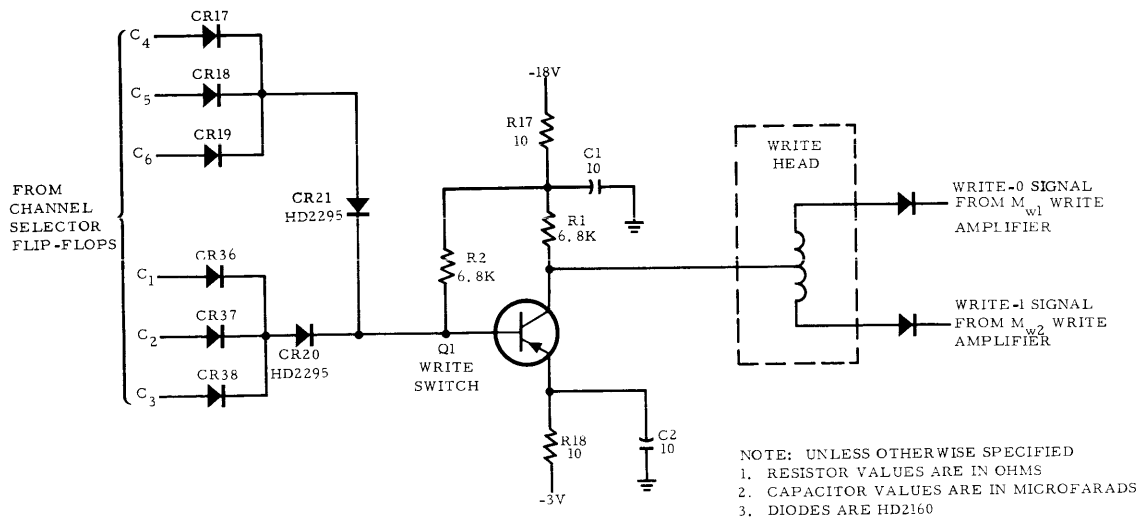 FROM
CHANNEL
SELECTOR
FLIP-FLOPS
C4
CR17
C5
CR18
C6
CR19
CR21
HD2295
C1
CR36
C2
CR37
C3
CR38
CR20
HD2295
-18V
R17
10
C1
10
R1
6.8K
R2
6.8K
Q1
WRITE
SWITCH
R18
10
-3V
C2
10
WRITE
HEAD
WRITE-0 SIGNAL
FROM Mw1 WRITE
AMPLIFIER
WRITE-1 SIGNAL
FROM Mw2 WRITE
AMPLIFIER
NOTE: UNLESS OTHERWISE SPECIFIED
1. RESISTOR VALUES ARE IN OHMS
2. CAPACITOR VALUES ARE IN MICROFARADS
3. DIODES ARE HD2160